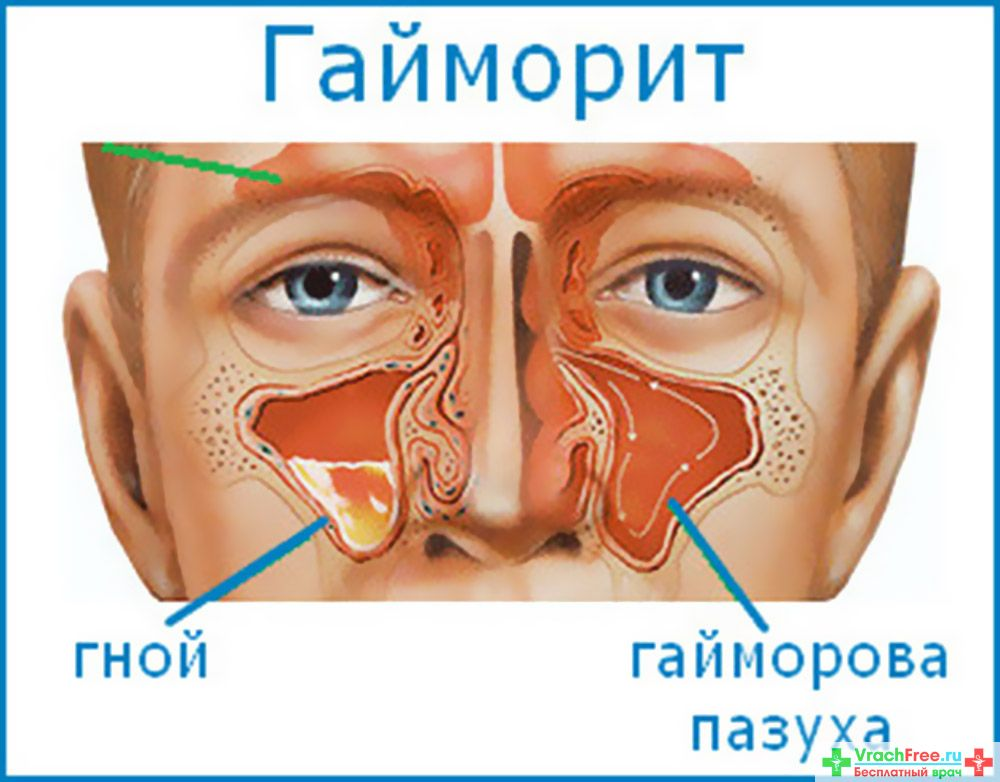 Гайморит
гной
гайморова
пазуха
VrachFree.ru
Бесплатный врач